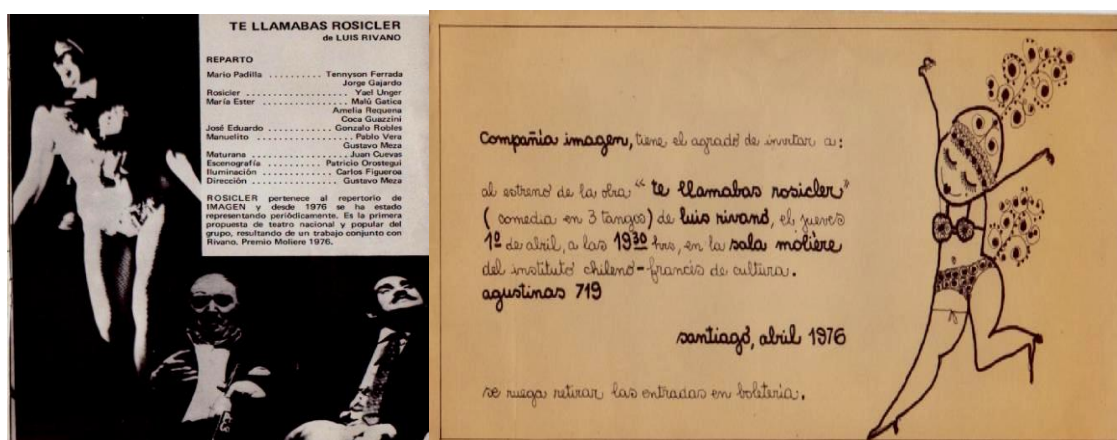 TE LLAMABAS ROSICLER
de LUIS RIVANO
REPARTO
Mario Padilla .......... Tennyson Ferrada
Jorge Gajardo
Rosicler .......... Yael Unger
María Ester .......... Malú Gatica
Amelia Requena
Coca Guazzini
José Eduardo .......... Gonzalo Robles
Manuelito .......... Pablo Vera
Gustavo Meza
Maturana .......... Juan Cuevas
Escenografía .......... Patricio Orostegui
Iluminación .......... Carlos Figueroa
Dirección .......... Gustavo Meza
ROSICLER pertenece al repertorio de
IMAGEN y desde 1976 se ha estado
representando periódicamente. Es la primera
propuesta de teatro nacional y popular del
grupo, resultando de un trabajo conjunto con
Rivano. Premio Moliere 1976.
Compañía imagen, tiene el agrado de invitar a:
al estreno de la obra "te llamabas rosicler"
(comedia en 3 tangos) de luis rivano, el jueves
1º de abril, a las 19 30 hrs, en la sala molière
del instituto chileno-francés de cultura.
agustinas 719
santiago, abril 1976
se ruega retirar las entradas en boletería.